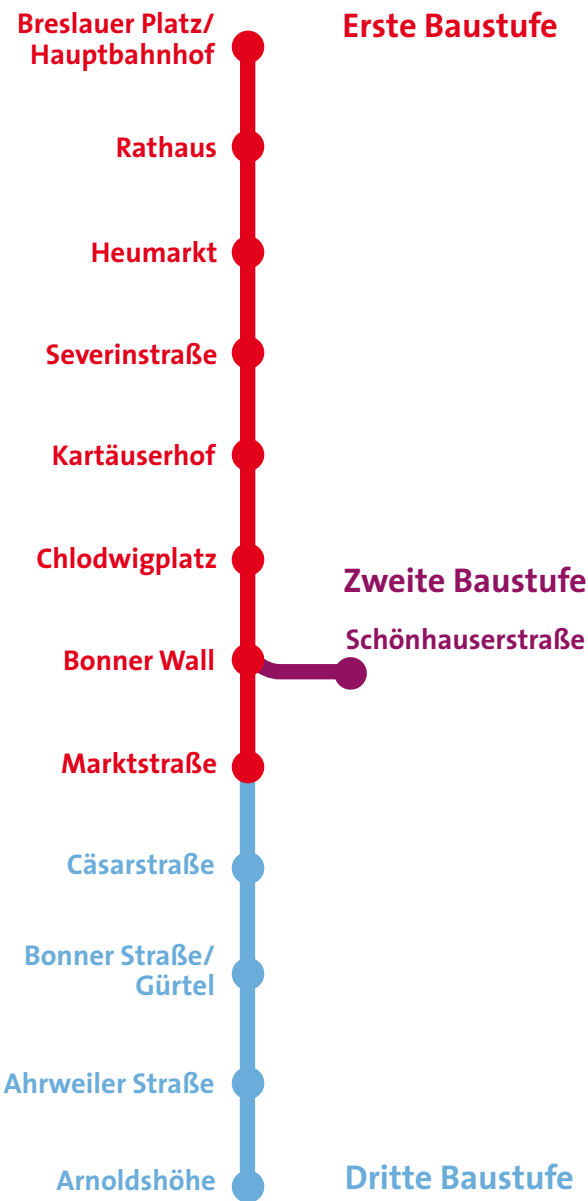 Breslauer Platz/
Hauptbahnhof
Erste Baustufe
Rathaus
Heumarkt
Severinstraße
Kartäuserhof
Chlodwigplatz
Zweite Baustufe
Schönhauserstraße
Bonner Wall
Marktstraße
Cäsarstraße
Bonner Straße/
Gürtel
Ahrweiler Straße
Arnoldshöhe
Dritte Baustufe